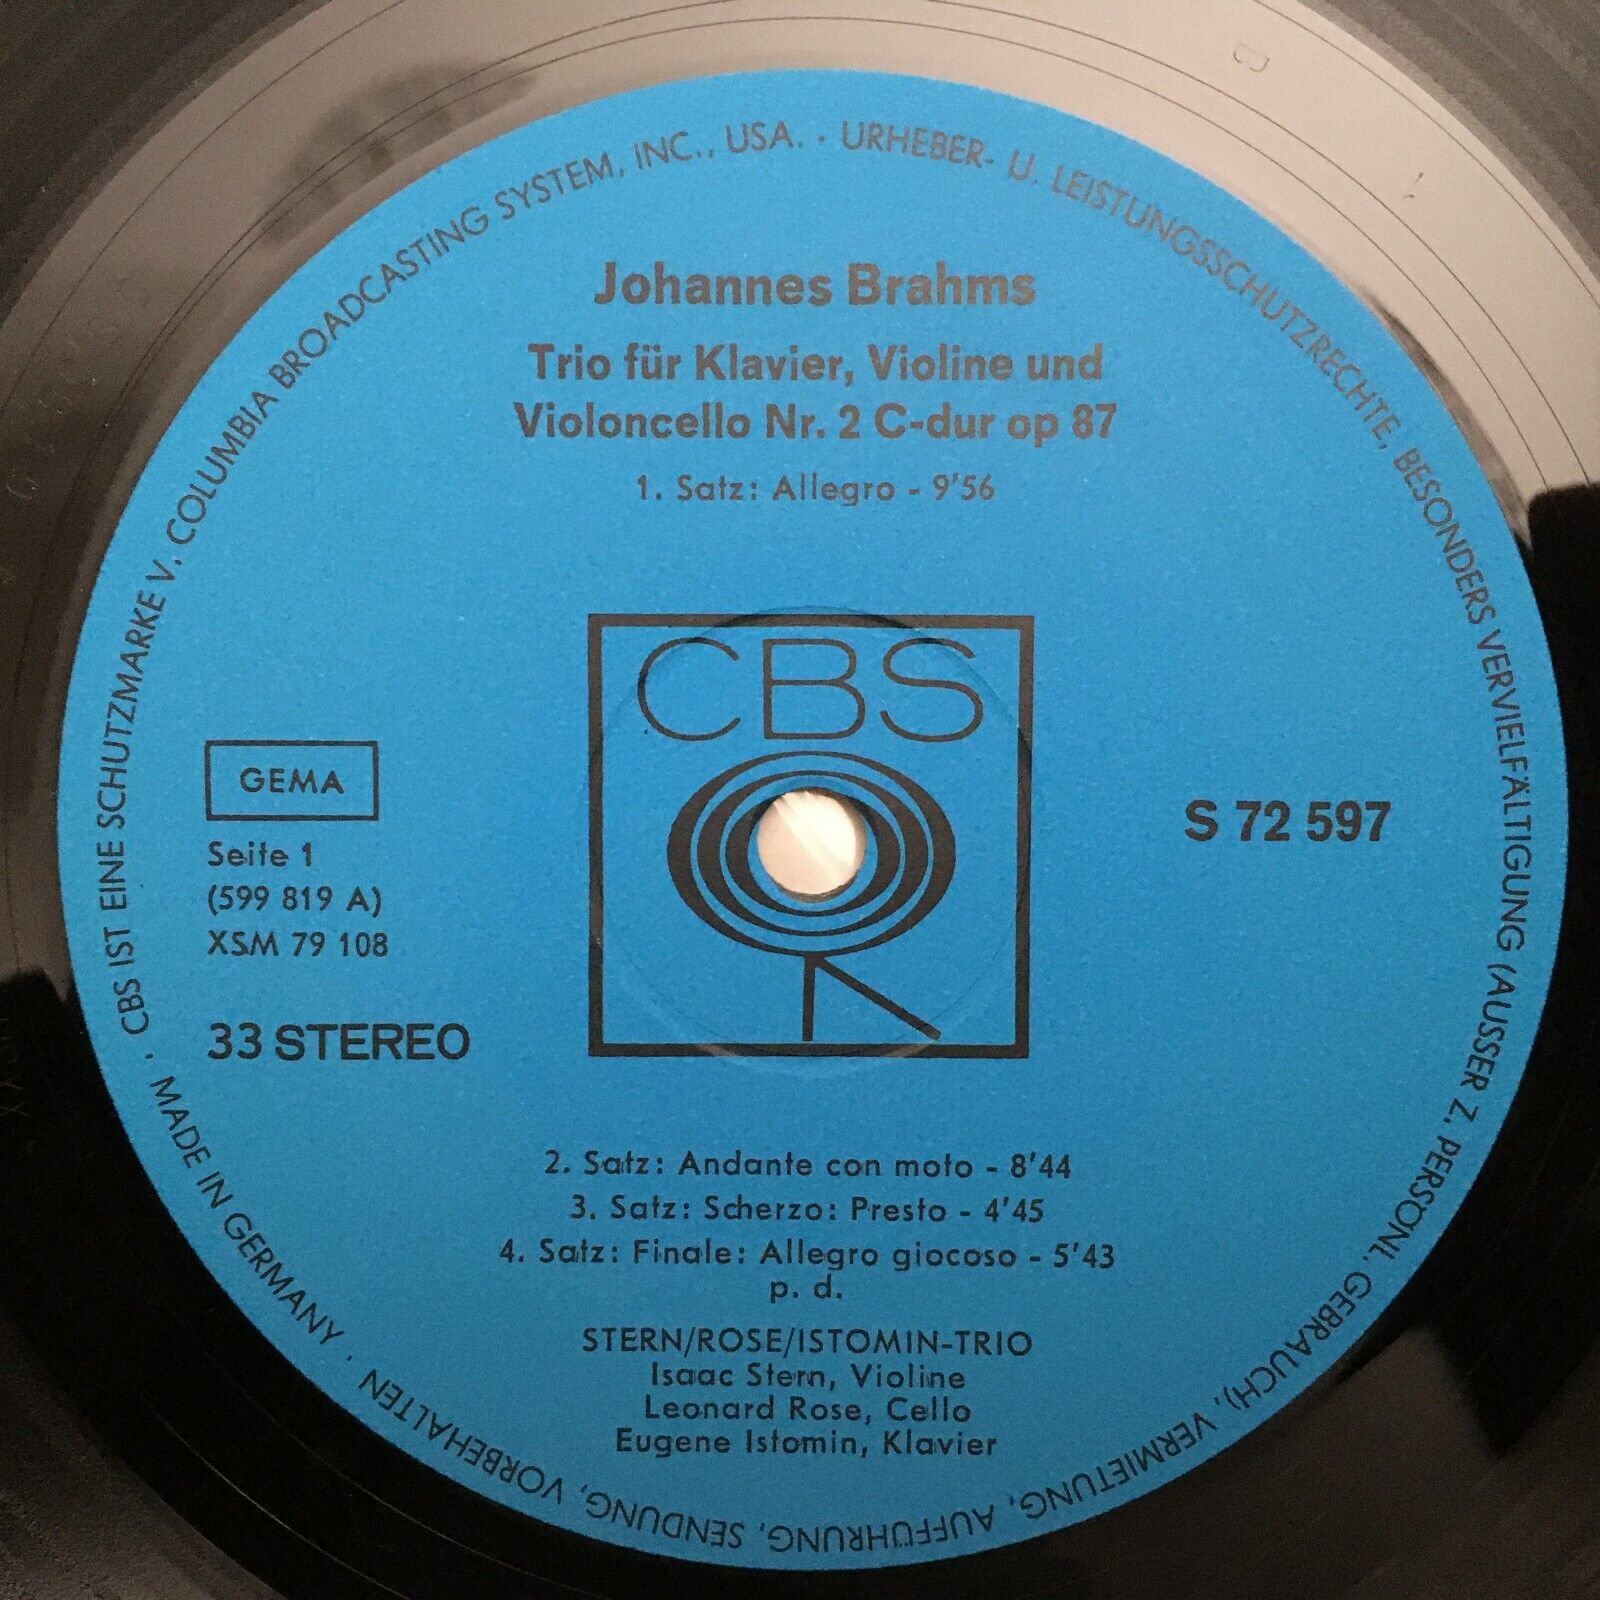 Johannes Brahms
Trio für Klavier, Violine und
Violoncello Nr. 2 C-dur op 87
1. Satz: Allegro - 9'56
CBS
GEMA
Seite 1
(599 819 A)
XSM 79 108
33 STEREO
S 72 597
2. Satz: Andante con moto - 8'44
3. Satz: Scherzo: Presto - 4'45
4. Satz: Finale: Allegro giocoso - 5'43
p. d.
STERN/ROSE/ISTOMIN-TRIO
Isaac Stern, Violine
Leonard Rose, Cello
Eugene Istomin, Klavier
· CBS IST EINE SCHUTZMARKE V. COLUMBIA BROADCASTING SYSTEM, INC., USA. · URHEBER- U. LEISTUNGSSCHUTZRECHTE, BESONDERS VERVIELFÄLTIGUNG (AUSSER Z. PERSÖNL. GEBRAUCH), VERMIETUNG, AUFFÜHRUNG, SENDUNG, VORBEHALTEN · MADE IN GERMANY